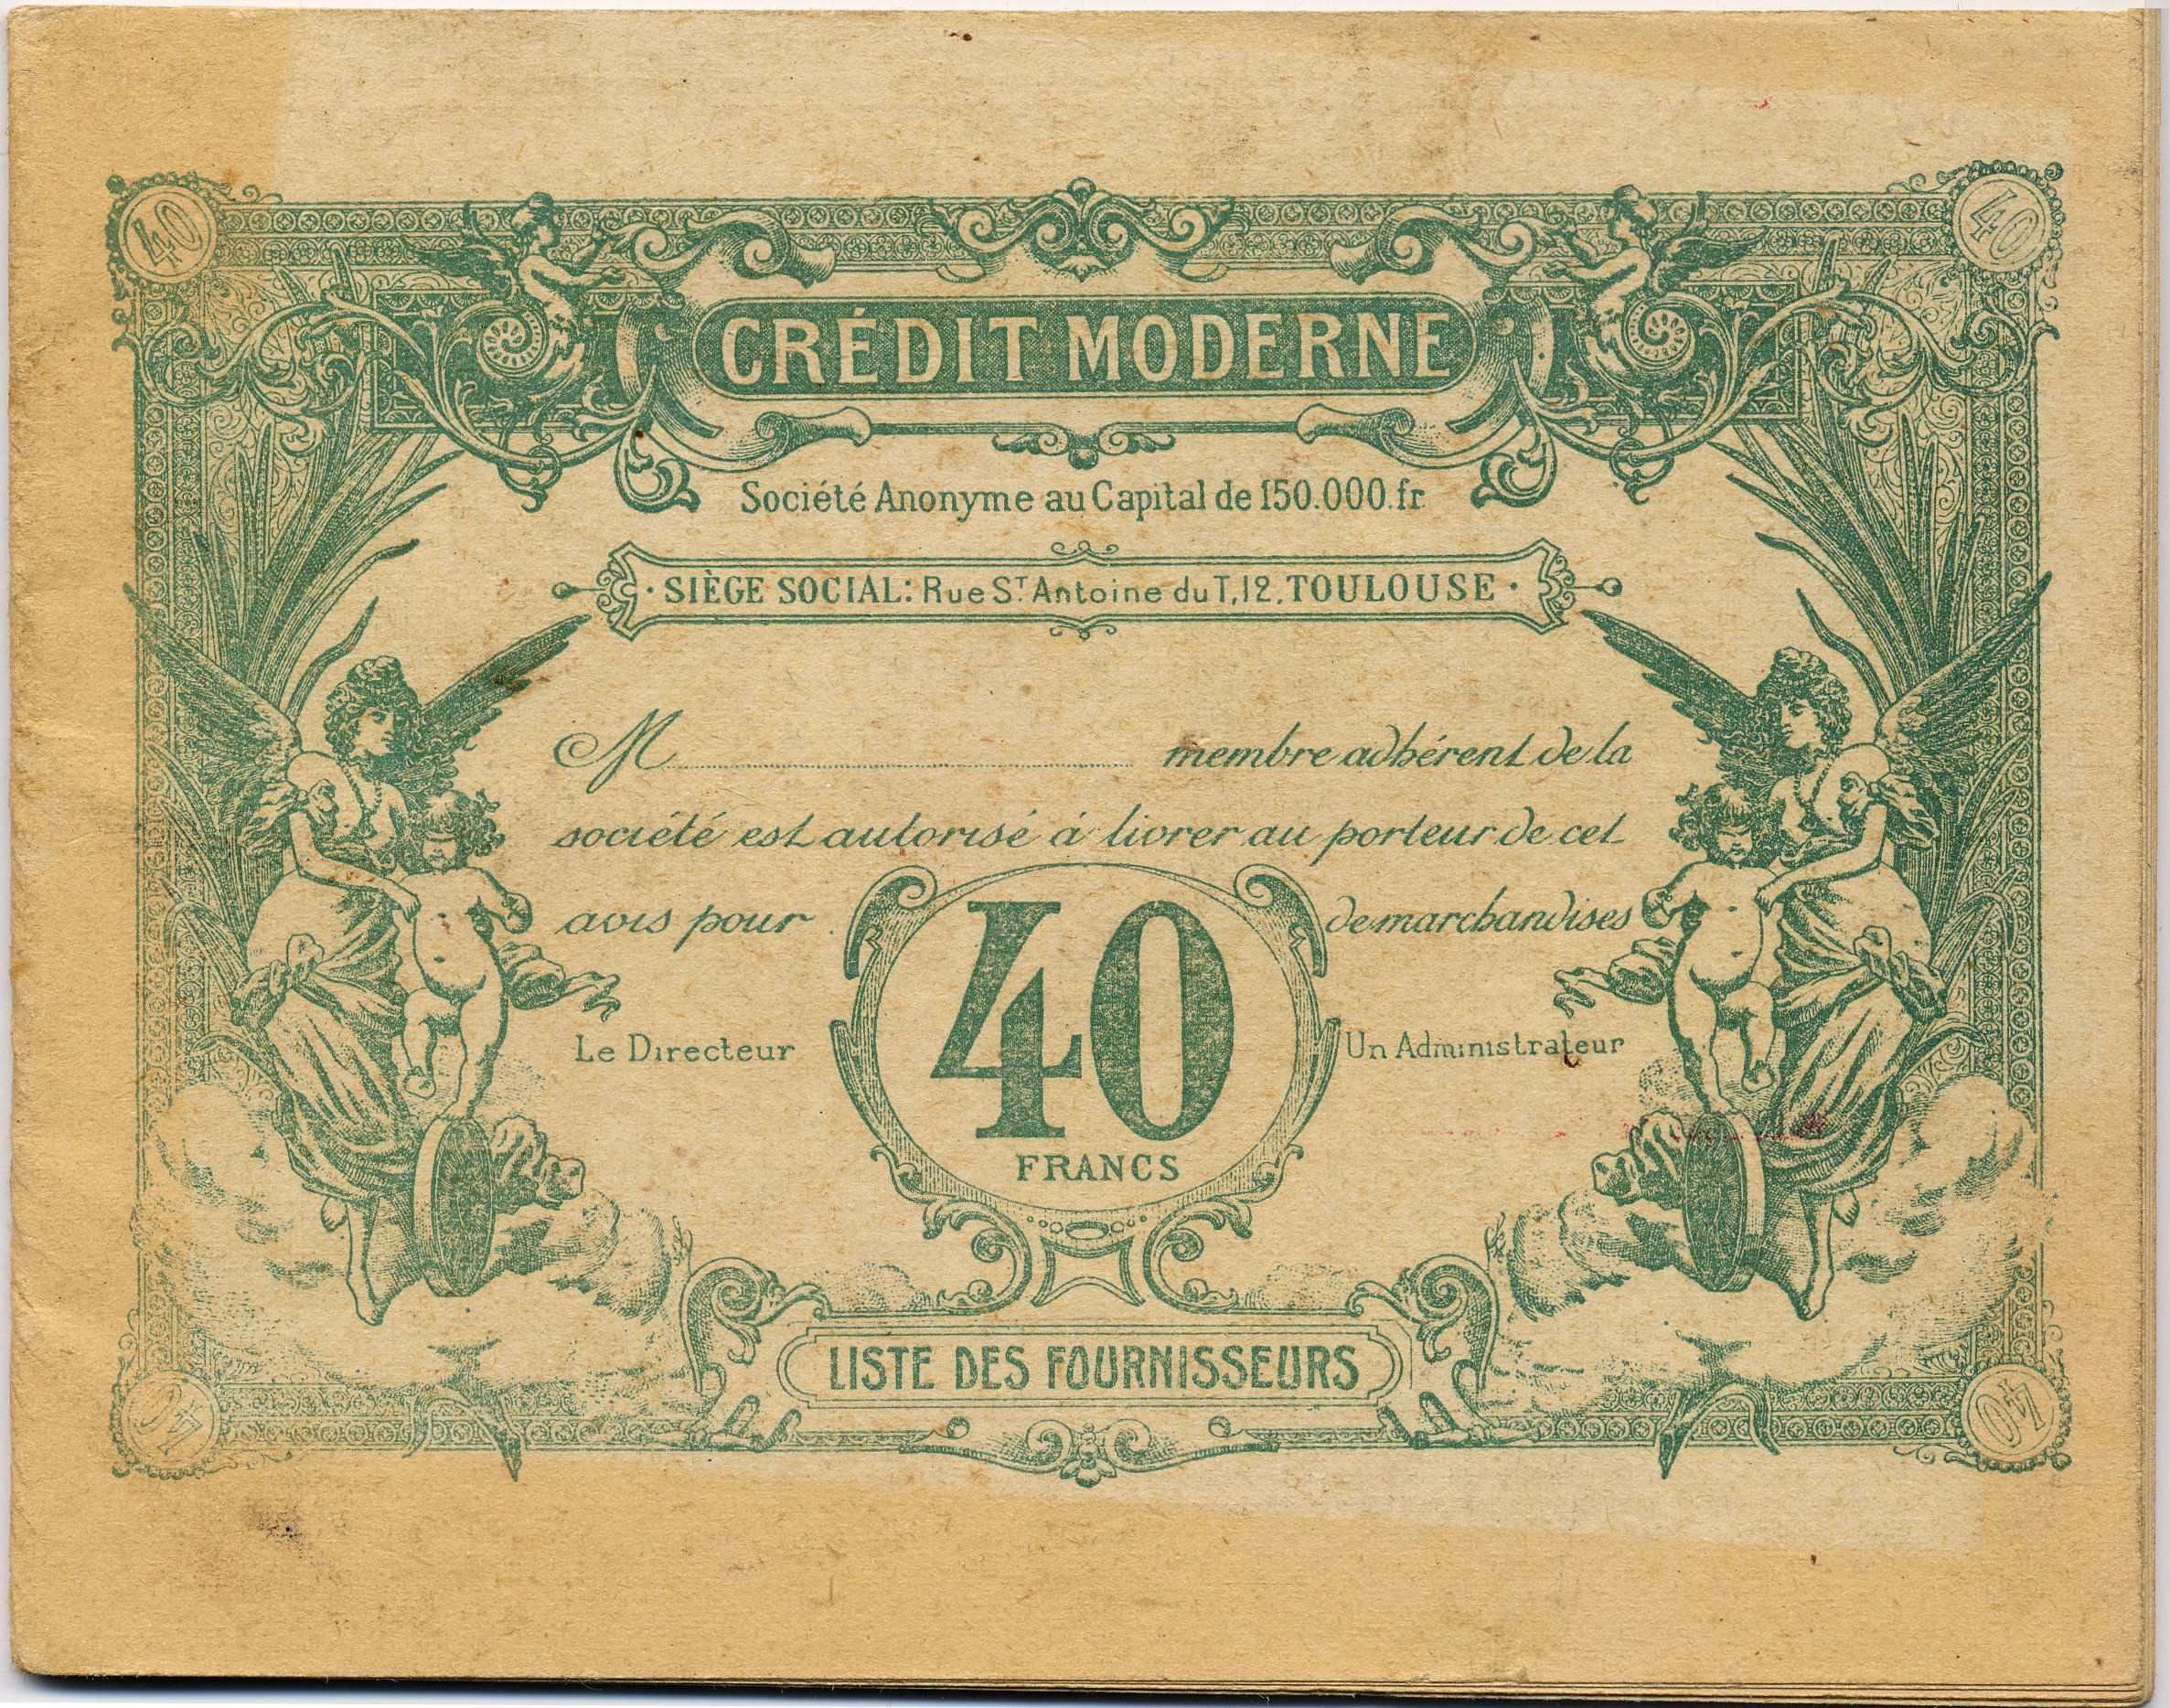 40
40
CRÉDIT MODERNE
Société Anonyme au Capital de 150.000.fr
· SIÈGE SOCIAL: Rue ST Antoine du T, 12, TOULOUSE ·
M. membre adhérent de la
société est autorisé à livrer au porteur de cet
avis pour 40 de marchandises
FRANCS
Le Directeur
Un Administrateur
LISTE DES FOURNISSEURS
40
40